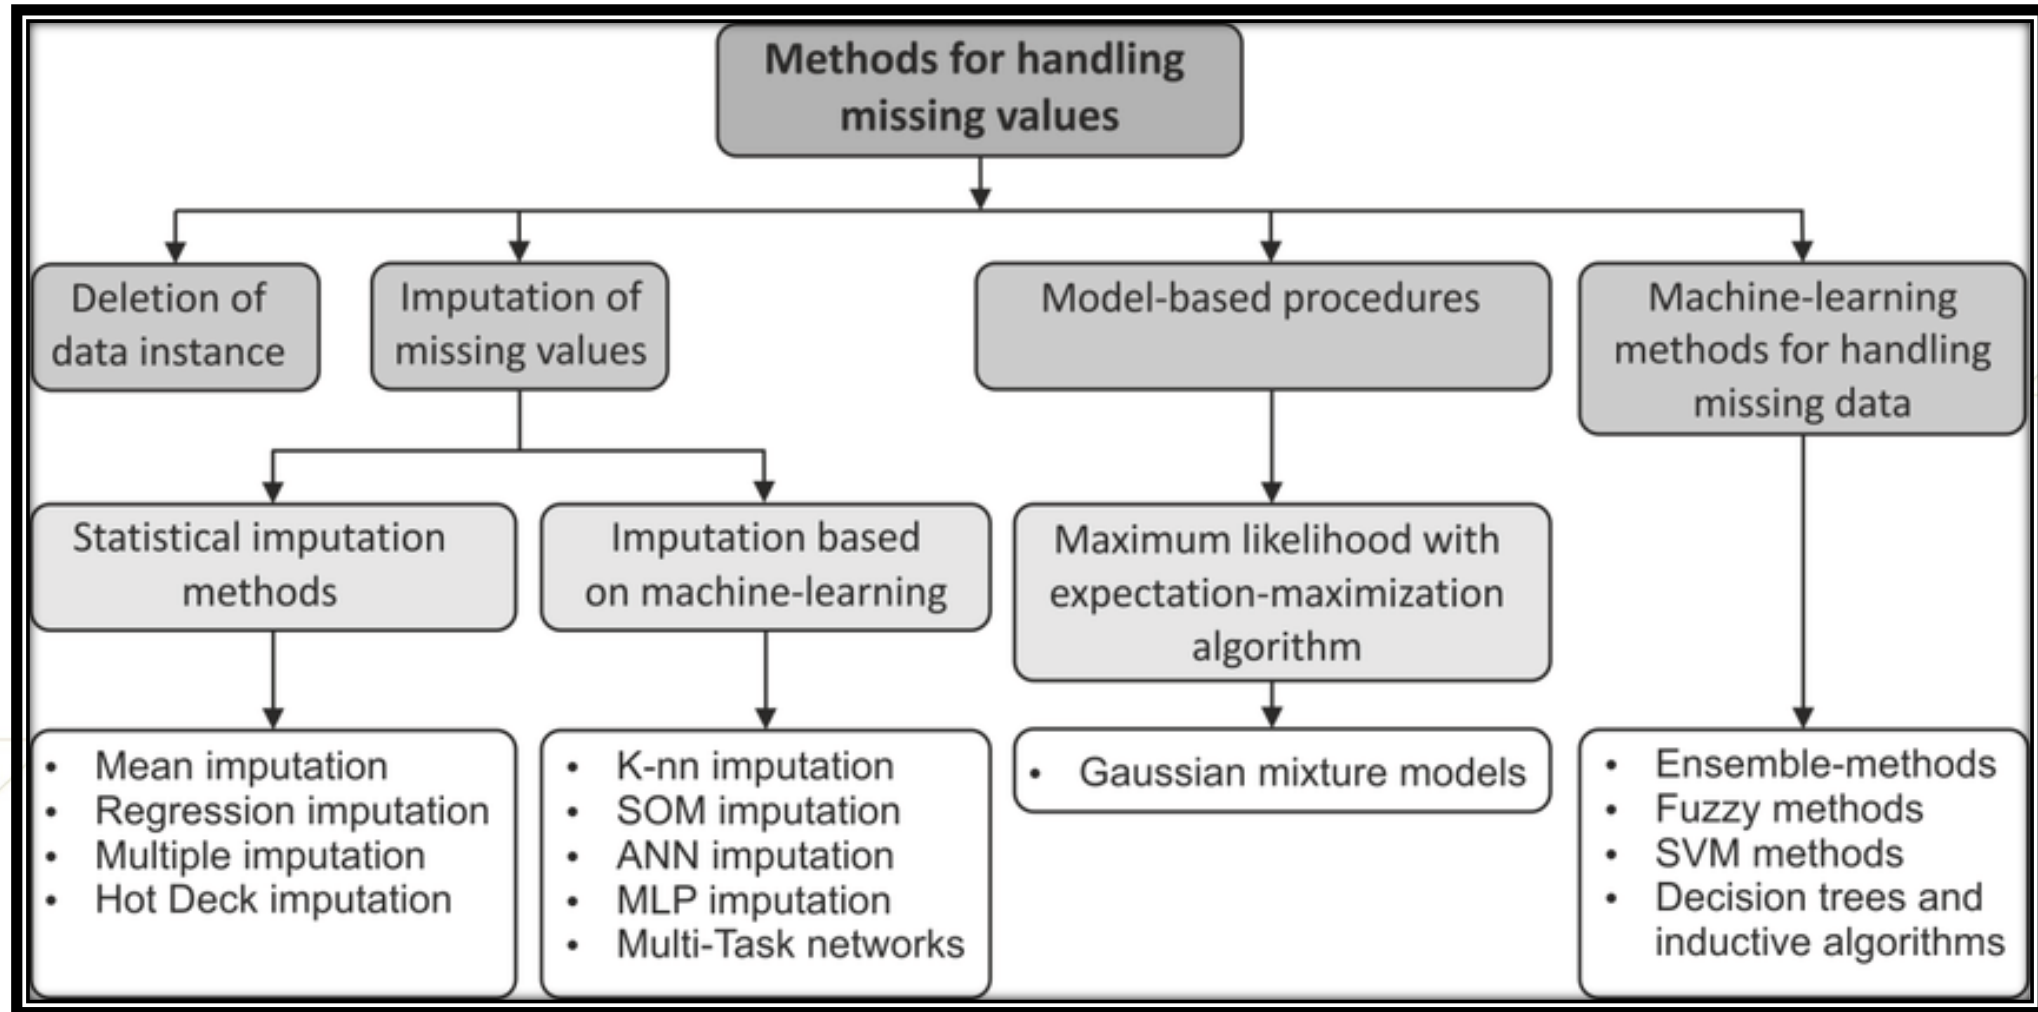 Methods for handling
missing values
Deletion of
data instance
Imputation of
missing values
Model-based procedures
Machine-learning
methods for handling
missing data
Statistical imputation
methods
Imputation based
on machine-learning
Maximum likelihood with
expectation-maximization
algorithm
• Mean imputation
• Regression imputation
• Multiple imputation
• Hot Deck imputation
• K-nn imputation
• SOM imputation
• ANN imputation
• MLP imputation
• Multi-Task networks
• Gaussian mixture models
• Ensemble-methods
• Fuzzy methods
• SVM methods
• Decision trees and
inductive algorithms